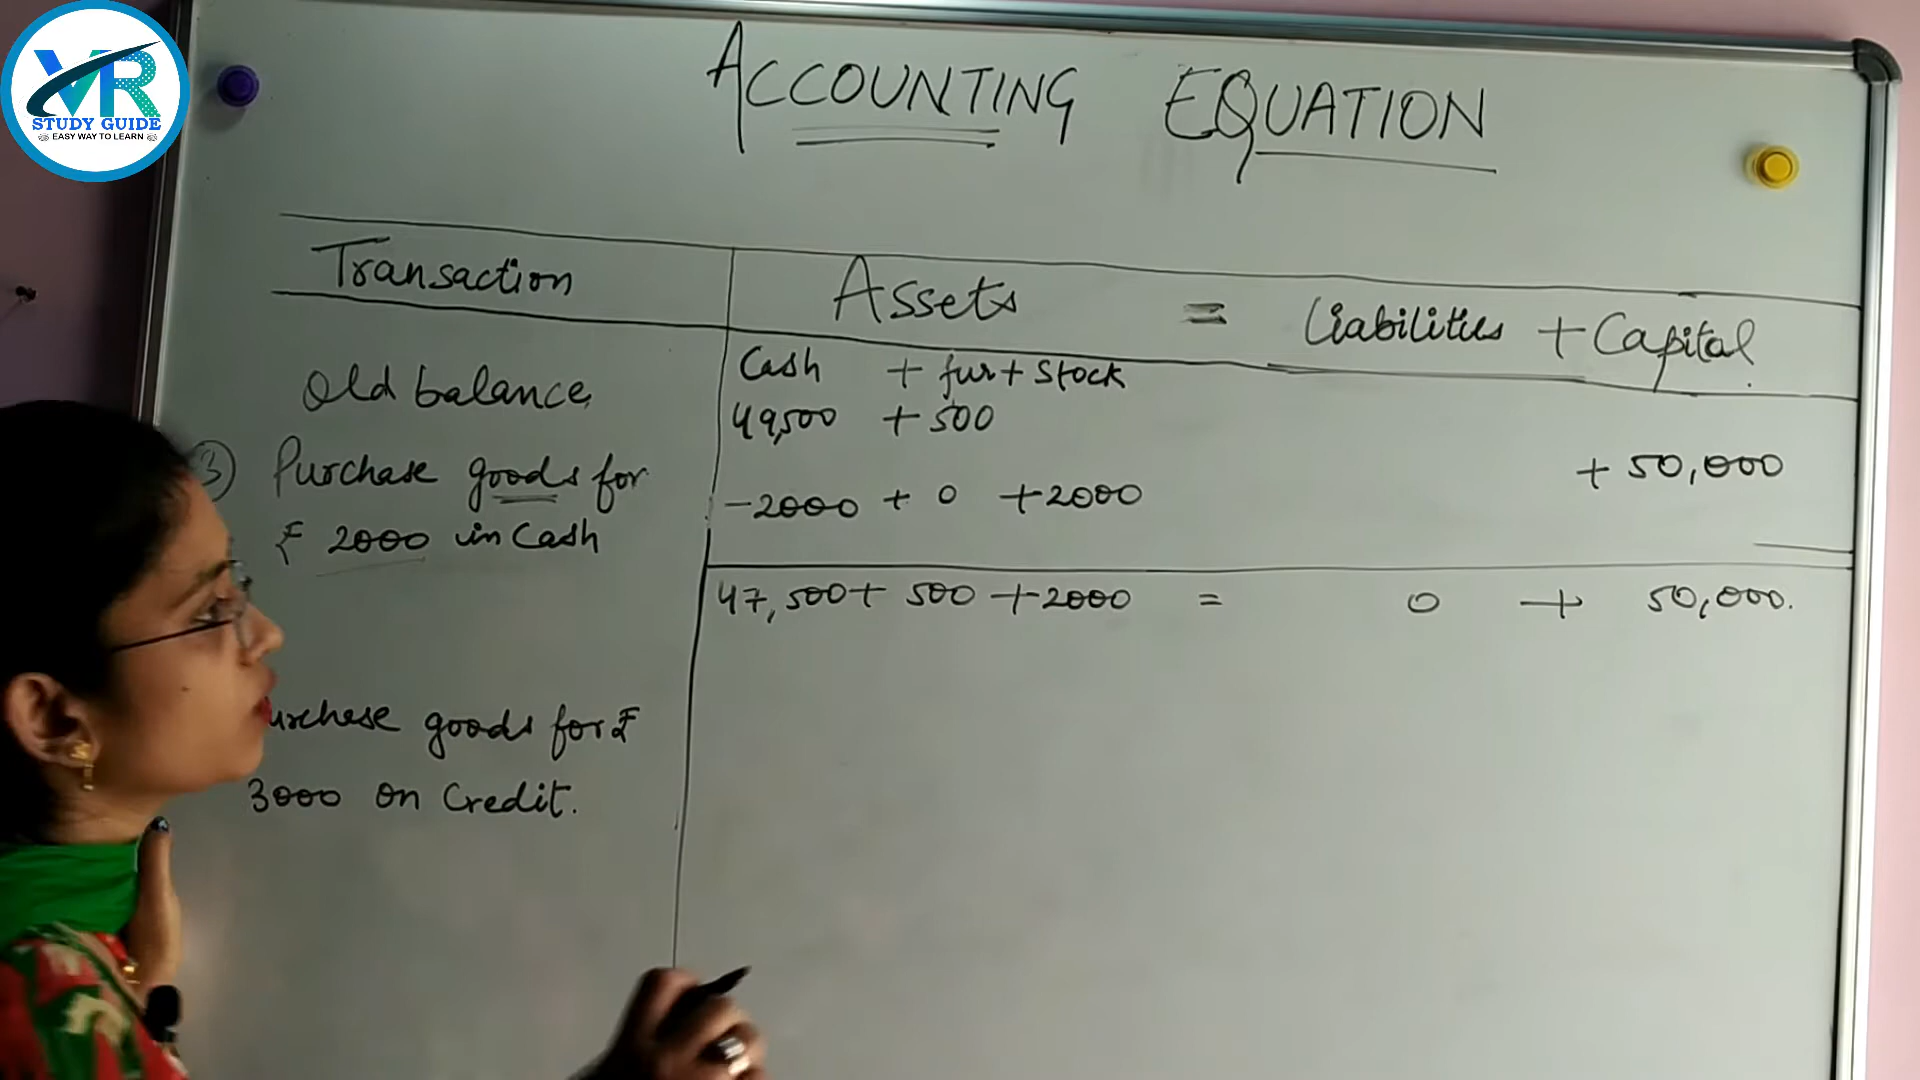 VR
STUDY GUIDE
EASY WAY TO LEARN
ACCOUNTING EQUATION
Transaction Assets = Liabilities + Capital
Cash + fur + Stock
Old balance 49,500 + 500
+ 50,000
3 Purchase goods for
-2000 + 0 +2000
₹ 2000 in Cash
47,500 + 500 + 2000 = 0 + 50,000.
urchase goods for ₹
3000 on Credit.